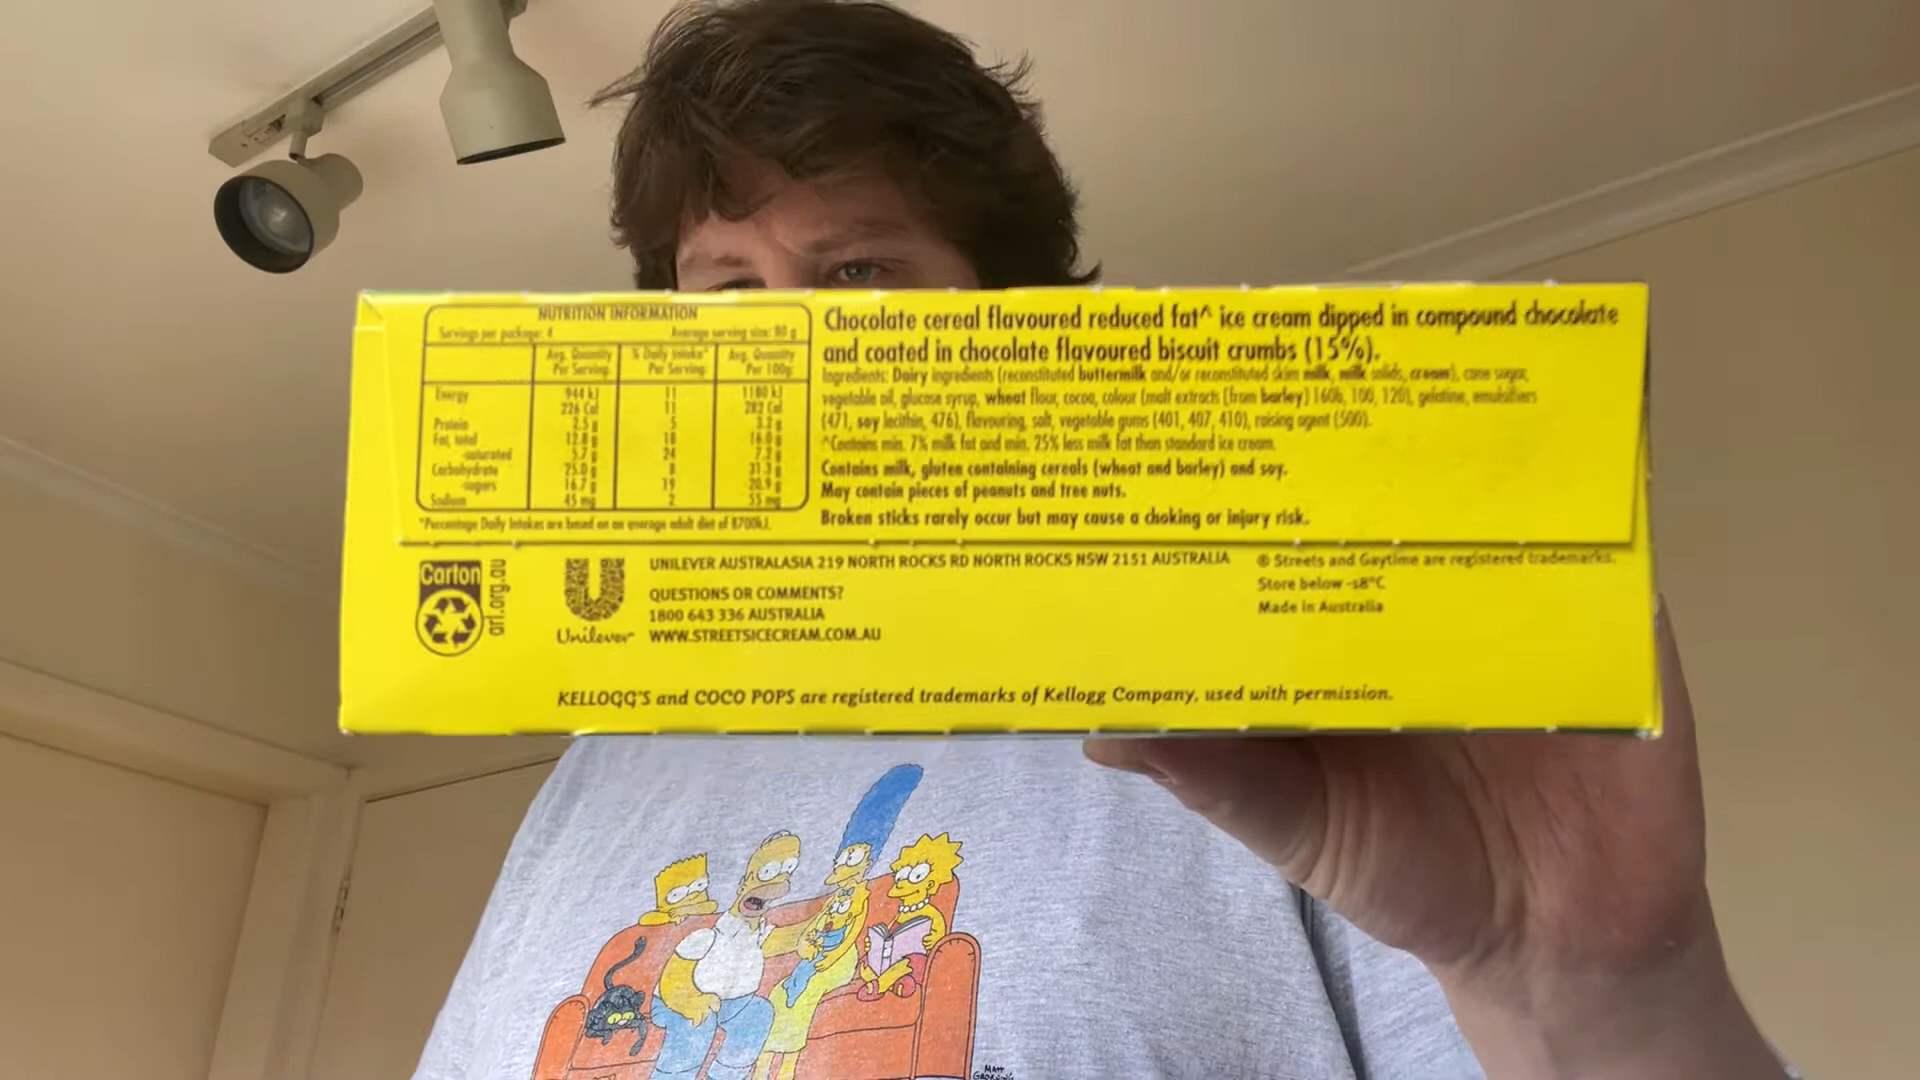 NUTRITION INFORMATION
Servings per package: 4 Average serving size: 80 g
Avg. Quantity Per Serving % Daily Intake* Per Serving Avg. Quantity Per 100g
Energy 944 kJ 11 1180 kJ
226 Cal 11 282 Cal
Protein 2.5 g 5 3.2 g
Fat, total 12.8 g 18 16.0 g
-saturated 5.7 g 24 7.2 g
Carbohydrate 25.0 g 8 31.3 g
-sugars 16.7 g 19 20.9 g
Sodium 45 mg 2 55 mg
*Percentage Daily Intakes are based on an average adult diet of 8700kJ.
Chocolate cereal flavoured reduced fat^ ice cream dipped in compound chocolate
and coated in chocolate flavoured biscuit crumbs (15%).
Ingredients: Dairy ingredients (reconstituted buttermilk and/or reconstituted skim milk, milk solids, cream), cane sugar,
vegetable oil, glucose syrup, wheat flour, cocoa, colour (malt extracts [from barley] 160b, 100, 120), gelatine, emulsifiers
(471, soy lecithin, 476), flavouring, salt, vegetable gums (401, 407, 410), raising agent (500).
^Contains min. 7% milk fat and min. 25% less milk fat than standard ice cream.
Contains milk, gluten containing cereals (wheat and barley) and soy.
May contain pieces of peanuts and tree nuts.
Broken sticks rarely occur but may cause a choking or injury risk.
Carton
arl.org.au
Unilever
UNILEVER AUSTRALASIA 219 NORTH ROCKS RD NORTH ROCKS NSW 2151 AUSTRALIA
QUESTIONS OR COMMENTS?
1800 643 336 AUSTRALIA
WWW.STREETSICECREAM.COM.AU
® Streets and Gaytime are registered trademarks.
Store below -18°C
Made in Australia
KELLOGG'S and COCO POPS are registered trademarks of Kellogg Company, used with permission.
MATT
GROENING